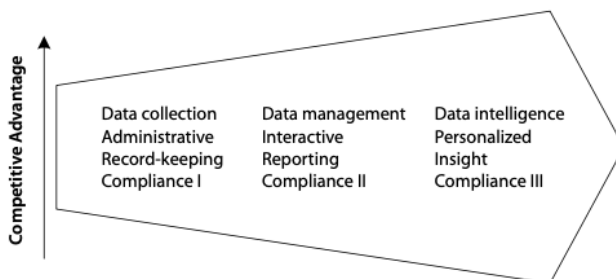 Competitive Advantage
Data collection
Administrative
Record-keeping
Compliance I
Data management
Interactive
Reporting
Compliance II
Data intelligence
Personalized
Insight
Compliance III